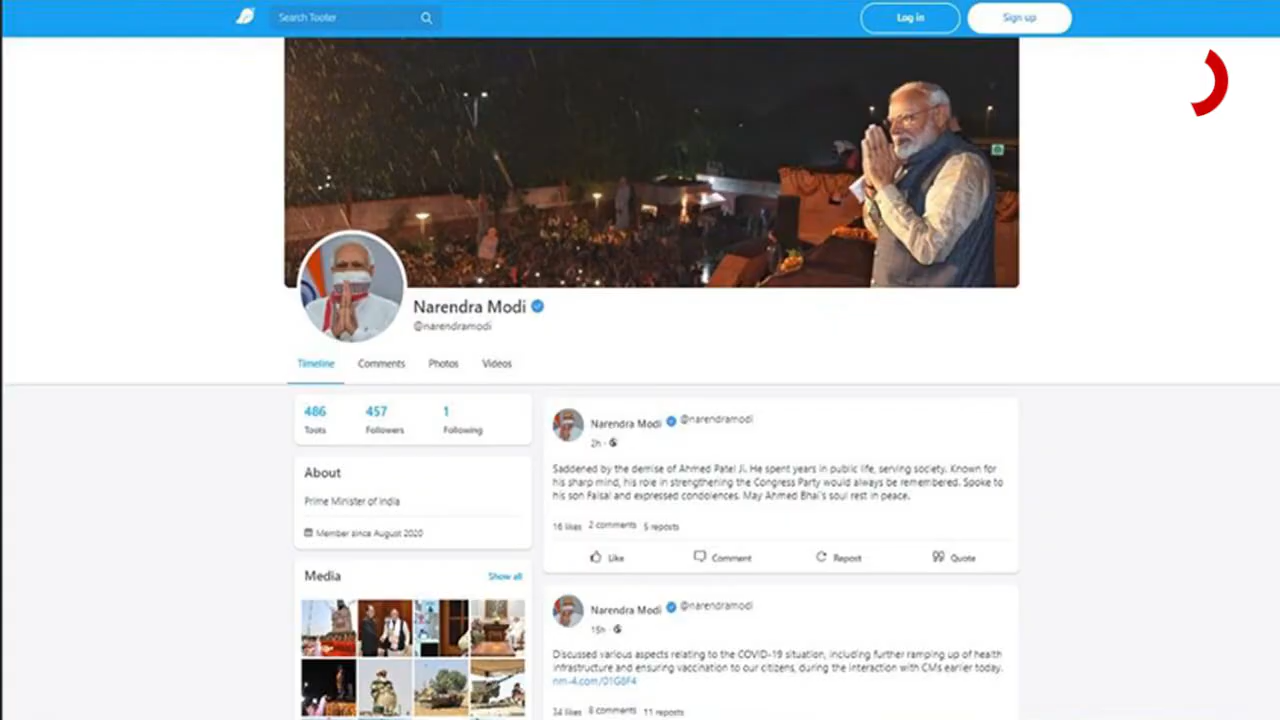 Search Tooter
Log in
Sign up
Narendra Modi
@narendramodi
Timeline
Comments
Photos
Videos
486
457
1
Toots
Followers
Following
About
Prime Minister of India
Member since August 2020
Media
Show all
Narendra Modi @narendramodi
2h ·
Saddened by the demise of Ahmed Patel Ji. He spent years in public life, serving society. Known for
his sharp mind, his role in strengthening the Congress Party would always be remembered. Spoke to
his son Faisal and expressed condolences. May Ahmed Bhai's soul rest in peace.
16 likes 2 comments 5 reposts
Like
Comment
Repost
Quote
Narendra Modi @narendramodi
15h ·
Discussed various aspects relating to the COVID-19 situation, including further ramping up of health
infrastructure and ensuring vaccination to our citizens, during the interaction with CMs earlier today.
nm-4.com/01G8F4
34 likes 8 comments 11 reposts